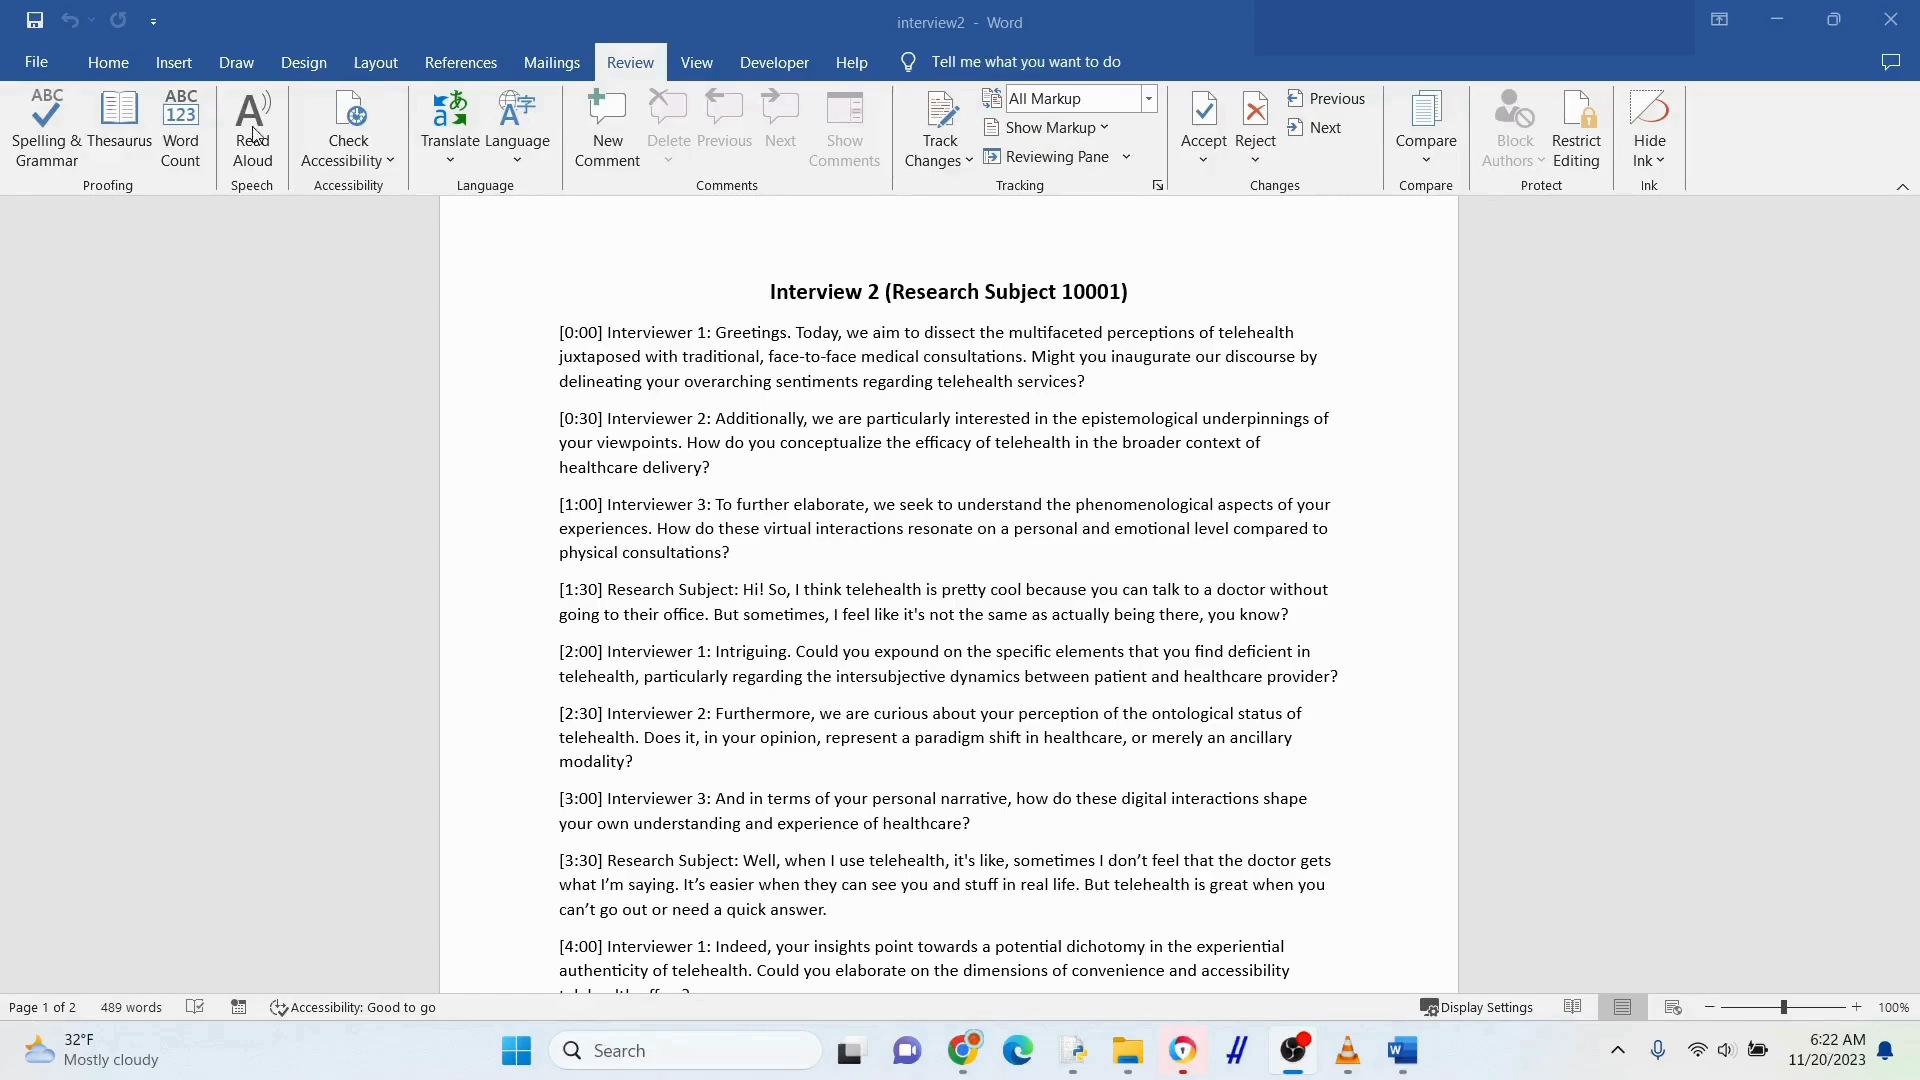 interview2 - Word
File Home Insert Draw Design Layout References Mailings Review View Developer Help Tell me what you want to do
ABC ABC 123 A All Markup Previous
Spelling & Grammar Thesaurus Word Count Read Aloud Check Accessibility Translate Language New Comment Delete Previous Next Show Comments Track Changes Show Markup Reviewing Pane Accept Reject Next Compare Block Authors Restrict Editing Hide Ink
Proofing Speech Accessibility Language Comments Tracking Changes Compare Protect Ink
Interview 2 (Research Subject 10001)
[0:00] Interviewer 1: Greetings. Today, we aim to dissect the multifaceted perceptions of telehealth
juxtaposed with traditional, face-to-face medical consultations. Might you inaugurate our discourse by
delineating your overarching sentiments regarding telehealth services?
[0:30] Interviewer 2: Additionally, we are particularly interested in the epistemological underpinnings of
your viewpoints. How do you conceptualize the efficacy of telehealth in the broader context of
healthcare delivery?
[1:00] Interviewer 3: To further elaborate, we seek to understand the phenomenological aspects of your
experiences. How do these virtual interactions resonate on a personal and emotional level compared to
physical consultations?
[1:30] Research Subject: Hi! So, I think telehealth is pretty cool because you can talk to a doctor without
going to their office. But sometimes, I feel like it's not the same as actually being there, you know?
[2:00] Interviewer 1: Intriguing. Could you expound on the specific elements that you find deficient in
telehealth, particularly regarding the intersubjective dynamics between patient and healthcare provider?
[2:30] Interviewer 2: Furthermore, we are curious about your perception of the ontological status of
telehealth. Does it, in your opinion, represent a paradigm shift in healthcare, or merely an ancillary
modality?
[3:00] Interviewer 3: And in terms of your personal narrative, how do these digital interactions shape
your own understanding and experience of healthcare?
[3:30] Research Subject: Well, when I use telehealth, it's like, sometimes I don’t feel that the doctor gets
what I’m saying. It’s easier when they can see you and stuff in real life. But telehealth is great when you
can’t go out or need a quick answer.
[4:00] Interviewer 1: Indeed, your insights point towards a potential dichotomy in the experiential
authenticity of telehealth. Could you elaborate on the dimensions of convenience and accessibility
Page 1 of 2 489 words Accessibility: Good to go Display Settings 100%
32°F
Mostly cloudy
Search
6:22 AM
11/20/2023